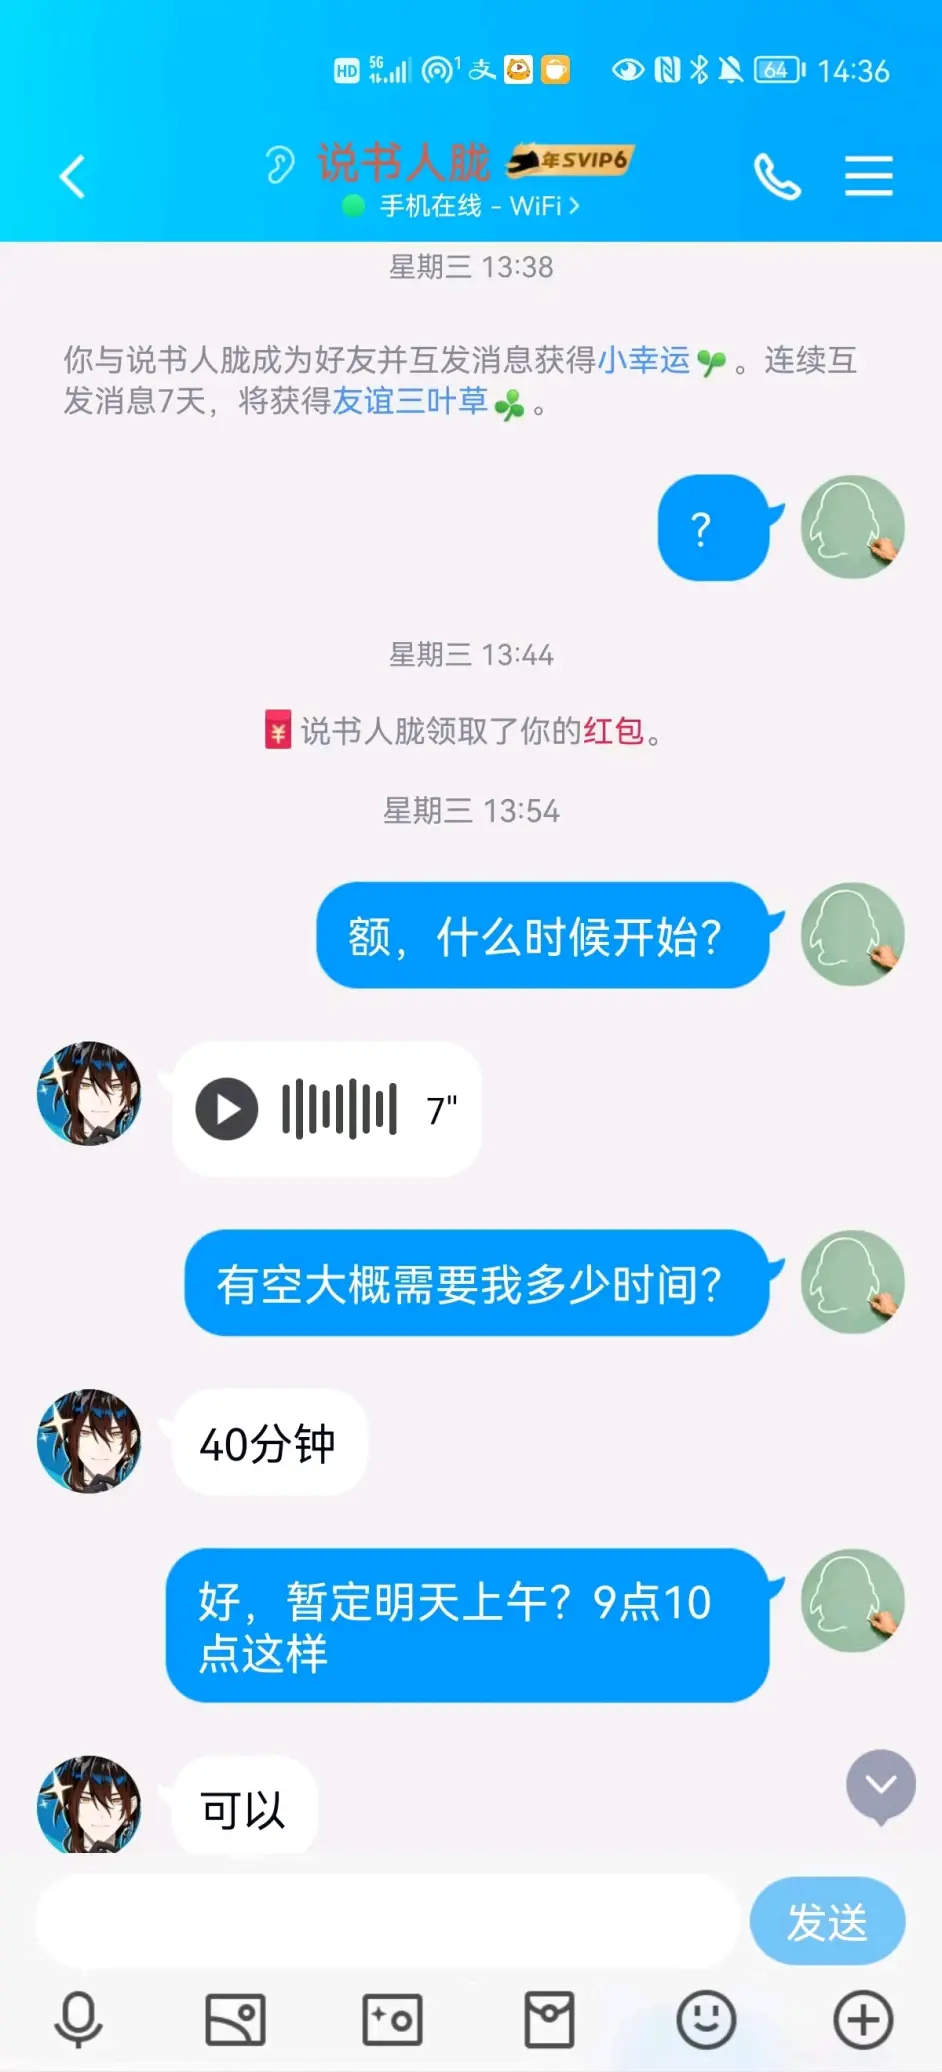 HD 5G 1 支 64 14:36
说书人胧 年SVIP6
手机在线 - WiFi
星期三 13:38
你与说书人胧成为好友并互发消息获得小幸运。连续互
发消息7天，将获得友谊三叶草。
？
星期三 13:44
¥ 说书人胧领取了你的红包。
星期三 13:54
额，什么时候开始？
7"
有空大概需要我多少时间？
40分钟
好，暂定明天上午？9点10
点这样
可以
发送